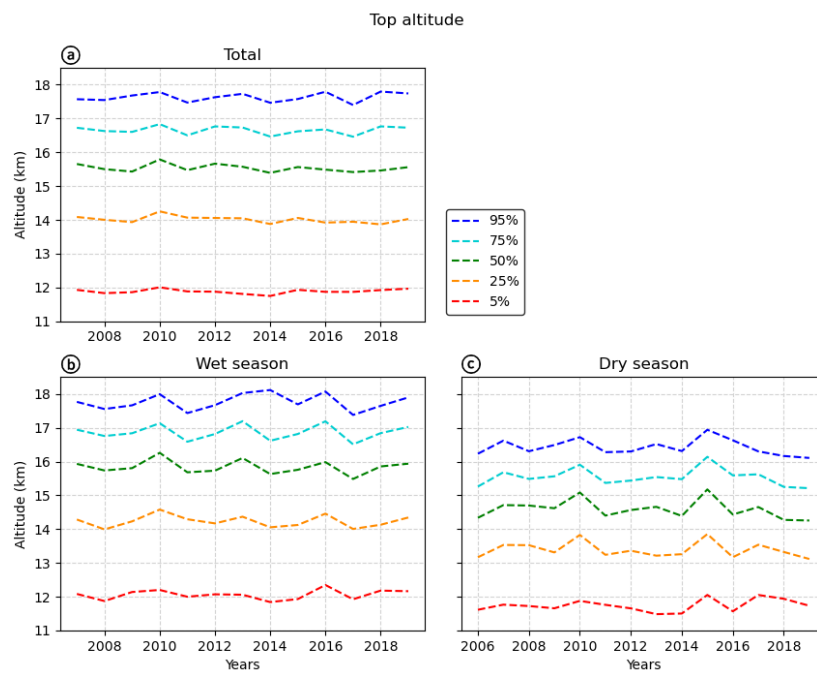 Top altitude
a Total
Altitude (km)
18
17
16
15
14
13
12
11
2008 2010 2012 2014 2016 2018
95%
75%
50%
25%
5%
b Wet season
Altitude (km)
18
17
16
15
14
13
12
11
2008 2010 2012 2014 2016 2018
Years
c Dry season
2006 2008 2010 2012 2014 2016 2018
Years